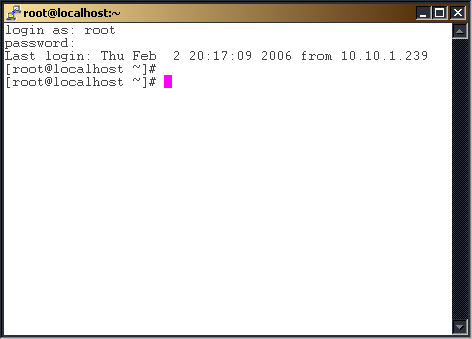 root@localhost:~
login as: root
password:
Last login: Thu Feb  2 20:17:09 2006 from 10.10.1.239
[root@localhost ~]#
[root@localhost ~]#